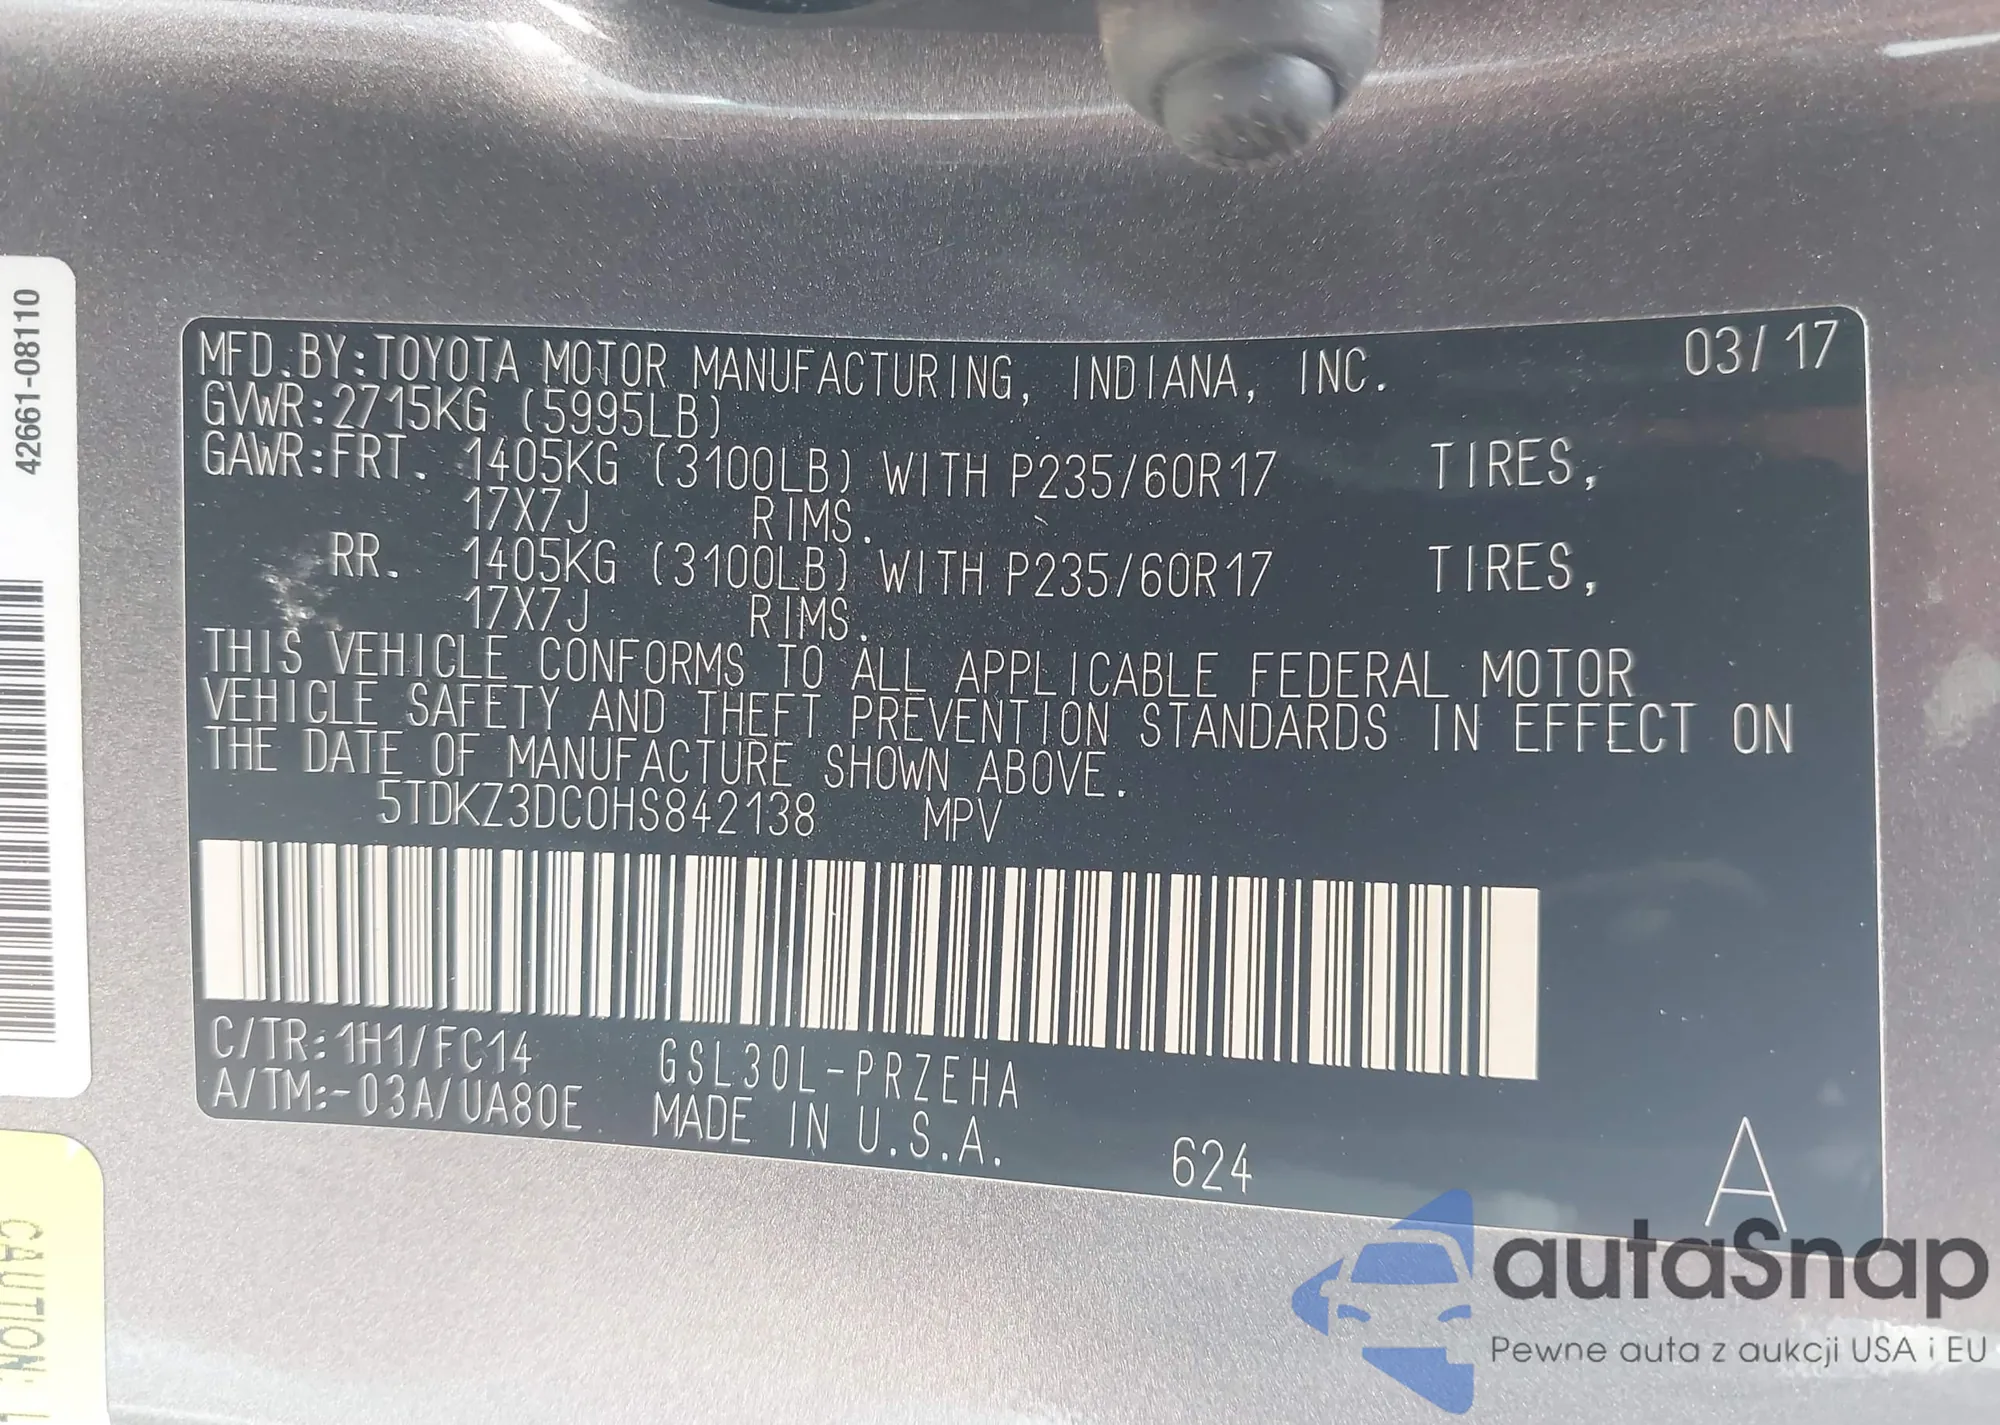 42661-08110
MFD.BY:TOYOTA MOTOR MANUFACTURING, INDIANA, INC. 03/17
GVWR:2715KG (5995LB)
GAWR:FRT. 1405KG (3100LB) WITH P235/60R17 TIRES,
17X7J RIMS.
RR. 1405KG (3100LB) WITH P235/60R17 TIRES,
17X7J RIMS.
THIS VEHICLE CONFORMS TO ALL APPLICABLE FEDERAL MOTOR
VEHICLE SAFETY AND THEFT PREVENTION STANDARDS IN EFFECT ON
THE DATE OF MANUFACTURE SHOWN ABOVE.
5TDKZ3DC0HS842138 MPV
C/TR:1H1/FC14 GSL30L-PRZEHA
A/TM:-03A/UA80E MADE IN U.S.A.
624 A
CAUTION:
autaSnap
Pewne auta z aukcji USA i EU